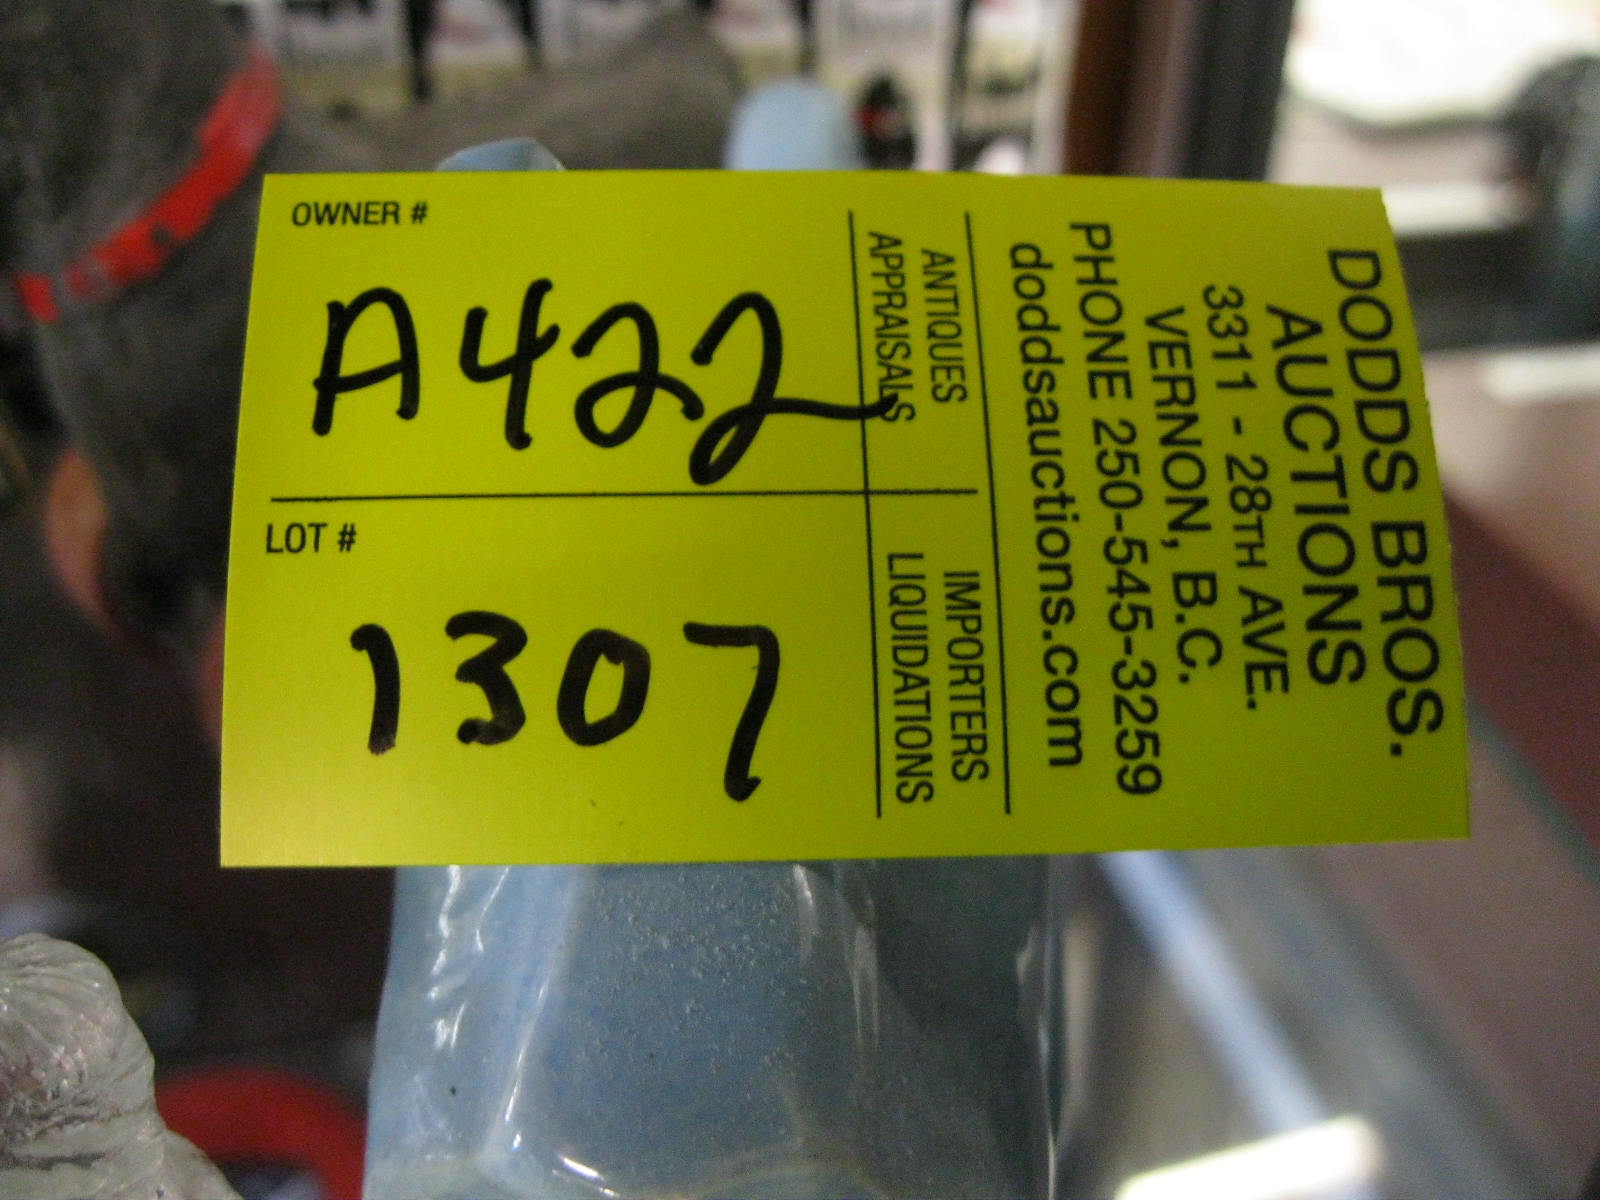 OWNER #
A422
LOT #
1307
ANTIQUES
APPRAISALS
IMPORTERS
LIQUIDATIONS
DODDS BROS.
AUCTIONS
3311 - 28TH AVE.
VERNON, B.C.
PHONE 250-545-3259
doddsauctions.com